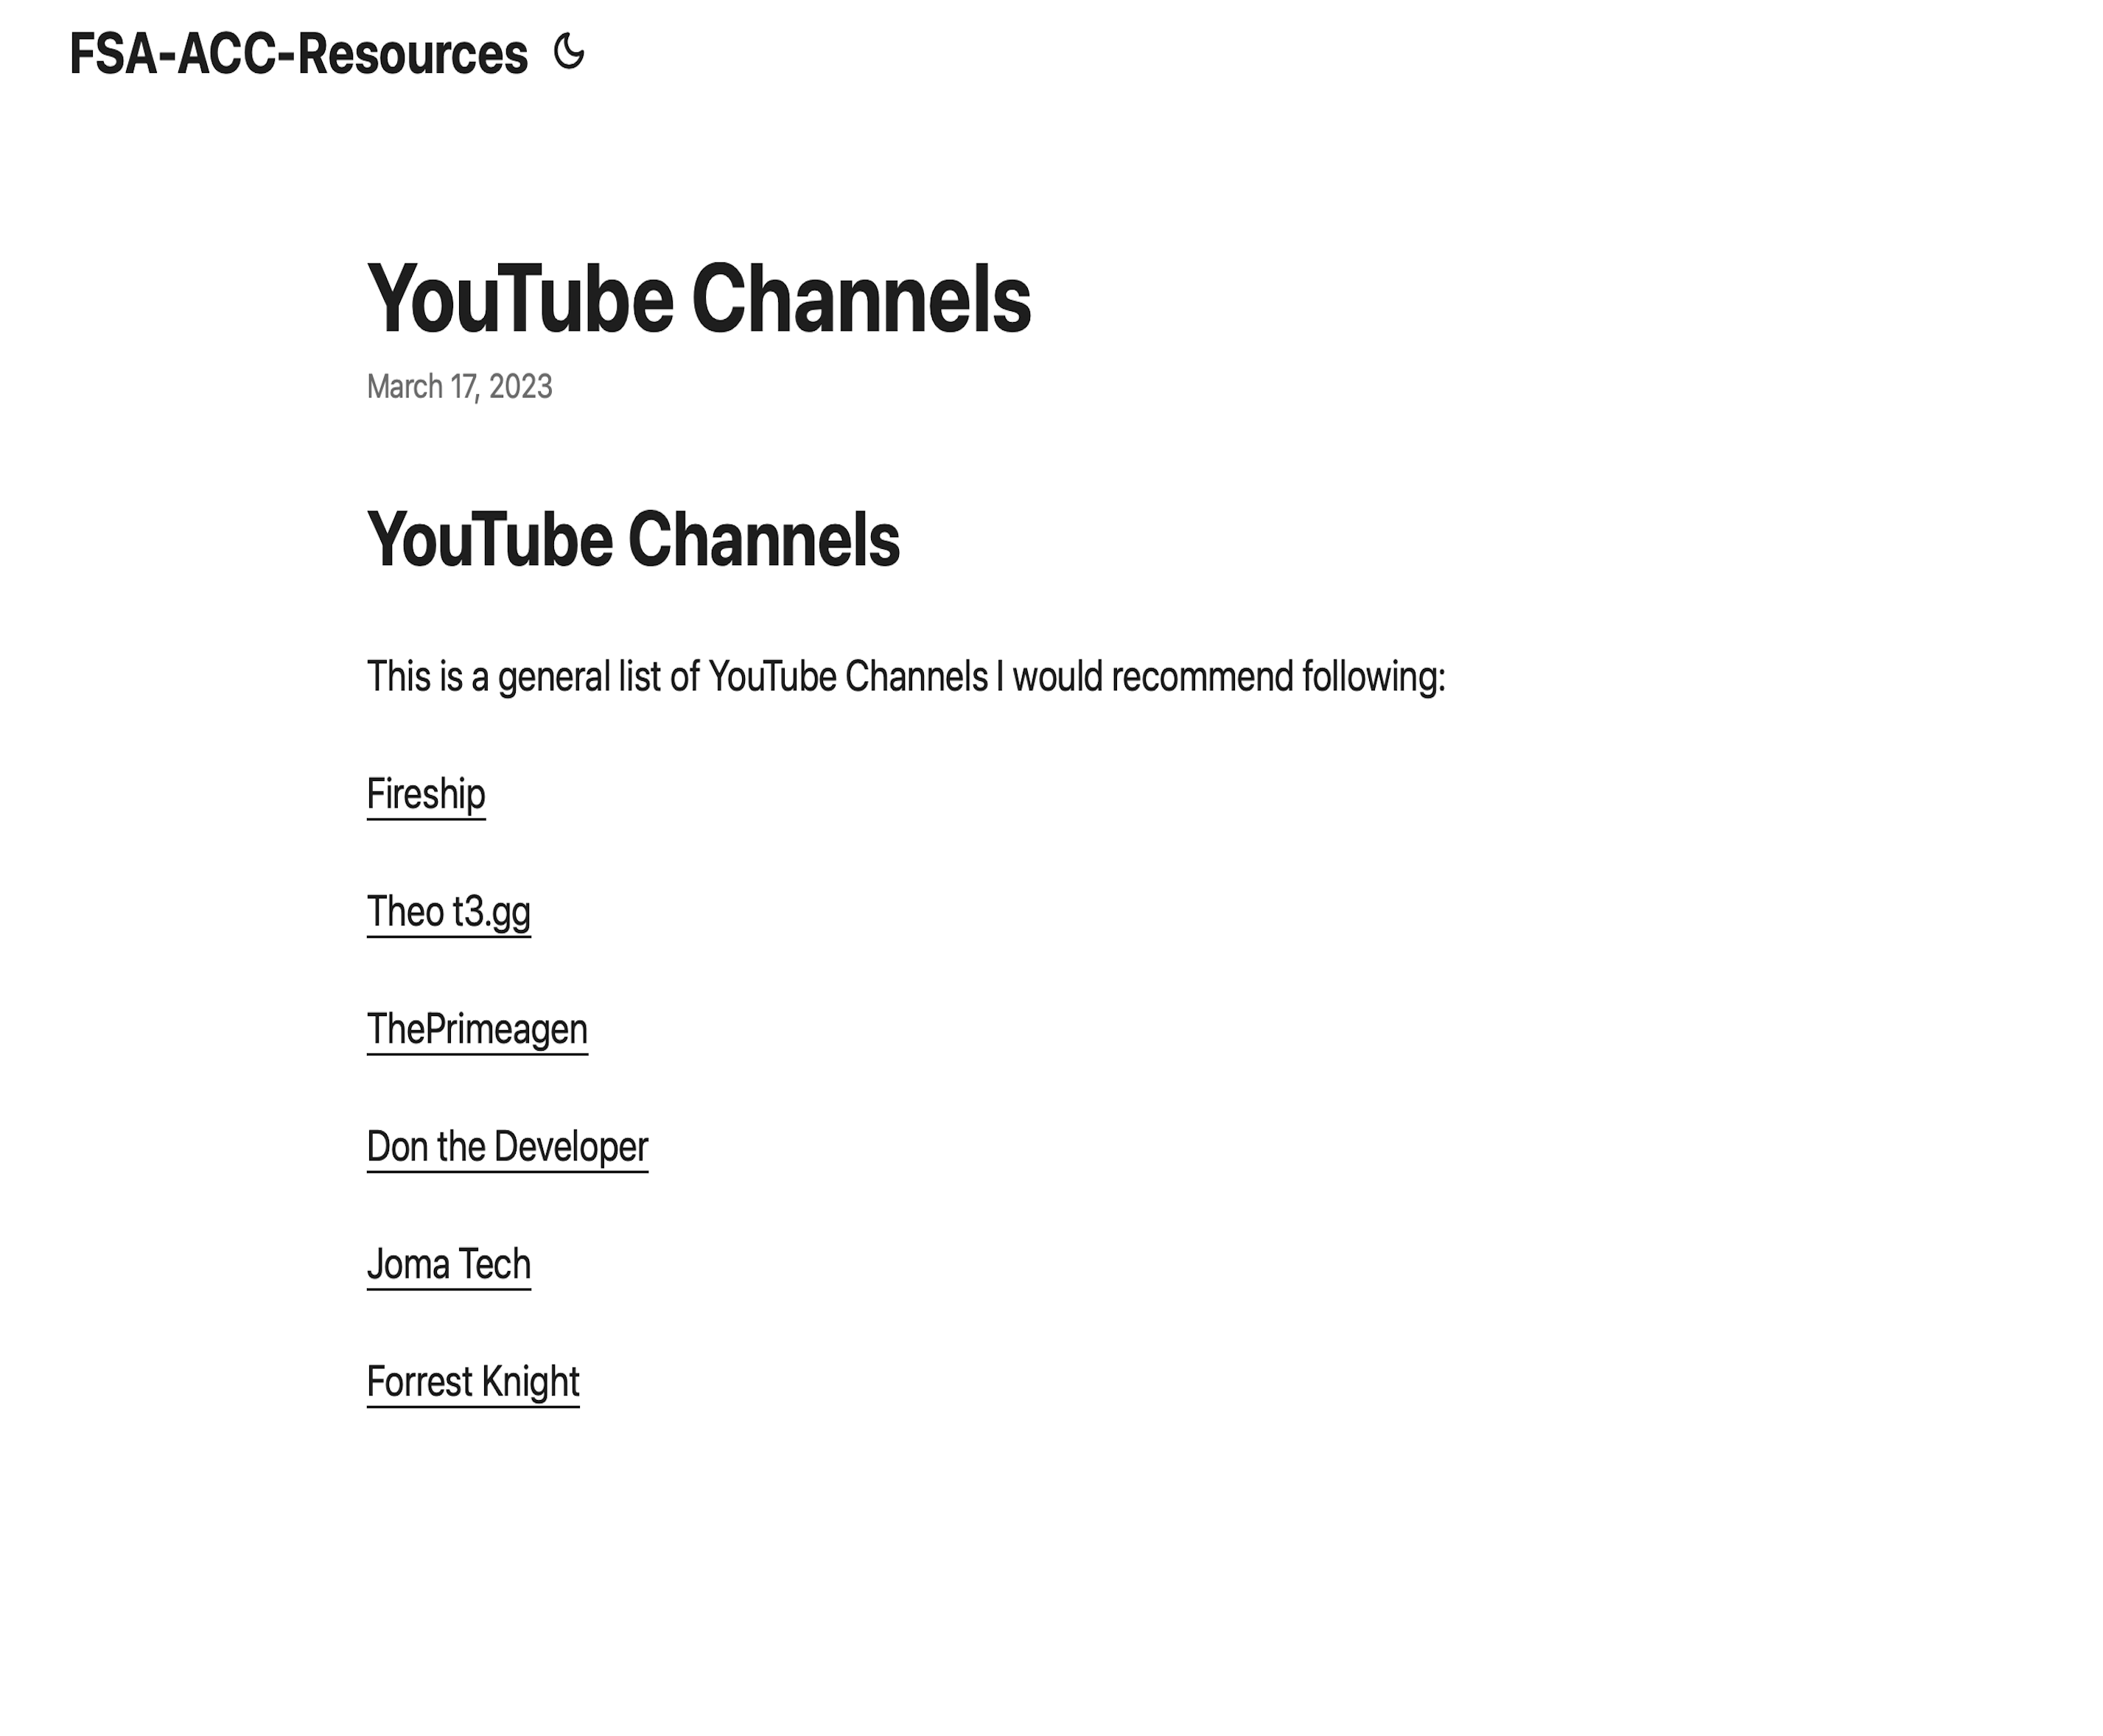 FSA-ACC-Resources
YouTube Channels
March 17, 2023
YouTube Channels
This is a general list of YouTube Channels I would recommend following:
Fireship
Theo t3.gg
ThePrimeagen
Don the Developer
Joma Tech
Forrest Knight